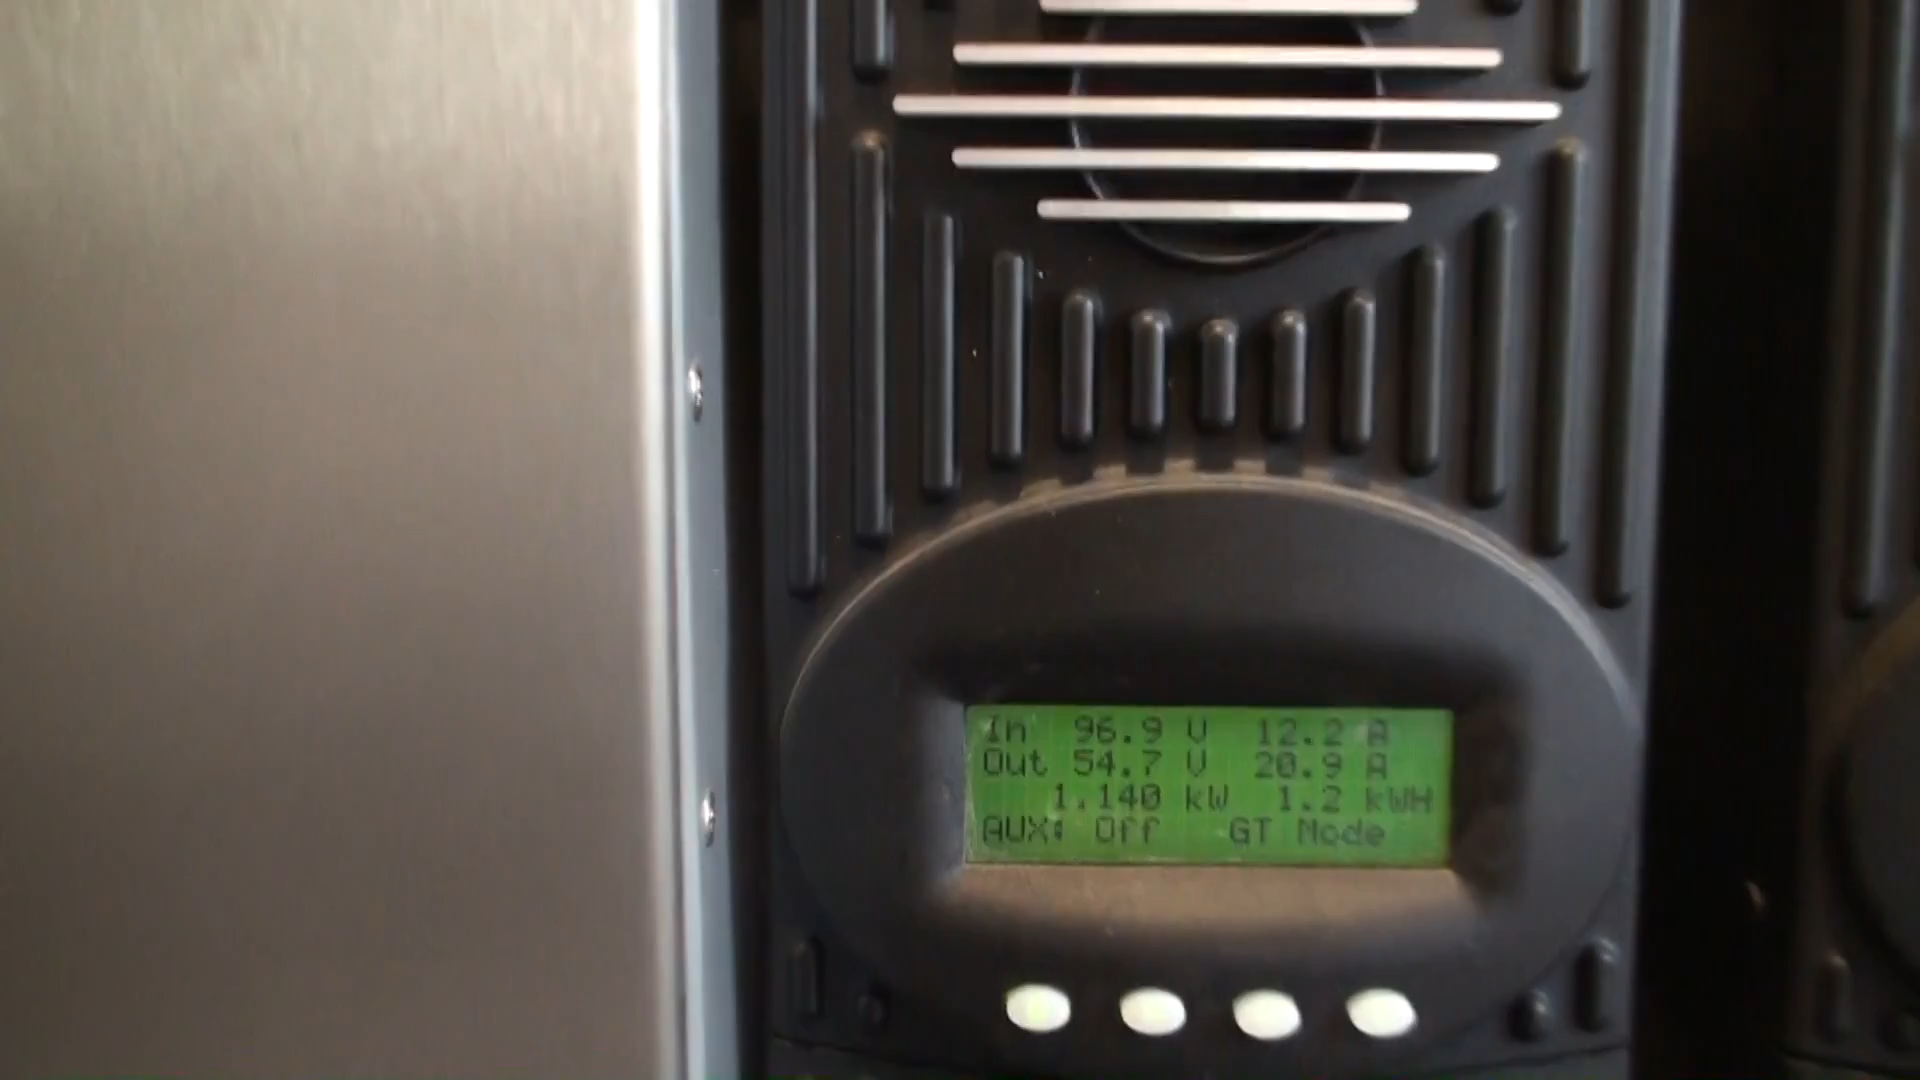 In 96.9 V 12.2 A
Out 54.7 V 20.9 A
1.140 kW 1.2 kWH
AUX: Off GT Mode